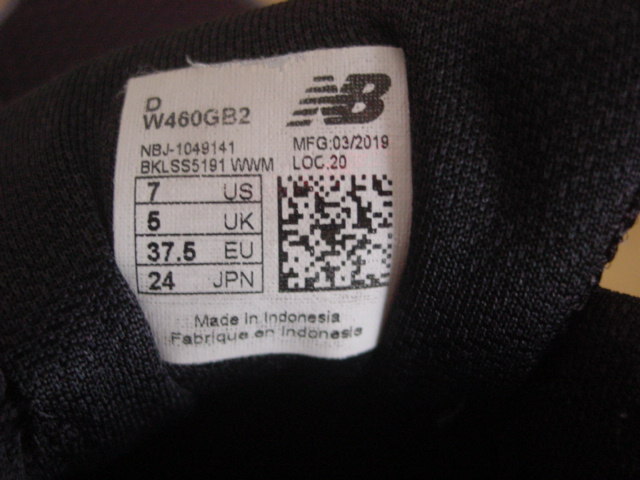 D
W460GB2
NB
NBJ-1049141
MFG:03/2019
BKLSS5191 WWM
LOC.20
7 US
5 UK
37.5 EU
24 JPN
Made in Indonesia
Fabrique en Indonesie